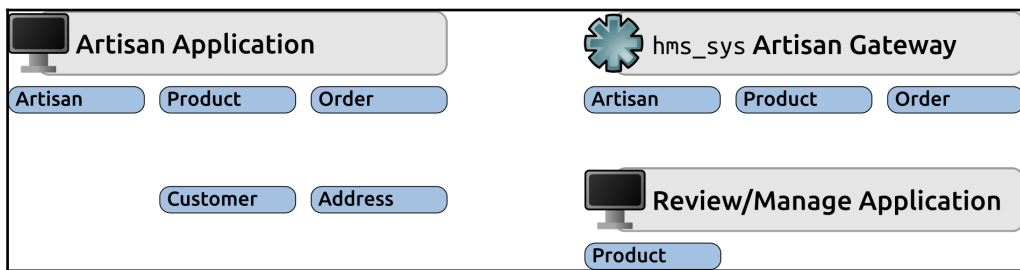 Artisan Application
Artisan Product Order
Customer Address
hms_sys Artisan Gateway
Artisan Product Order
Review/Manage Application
Product